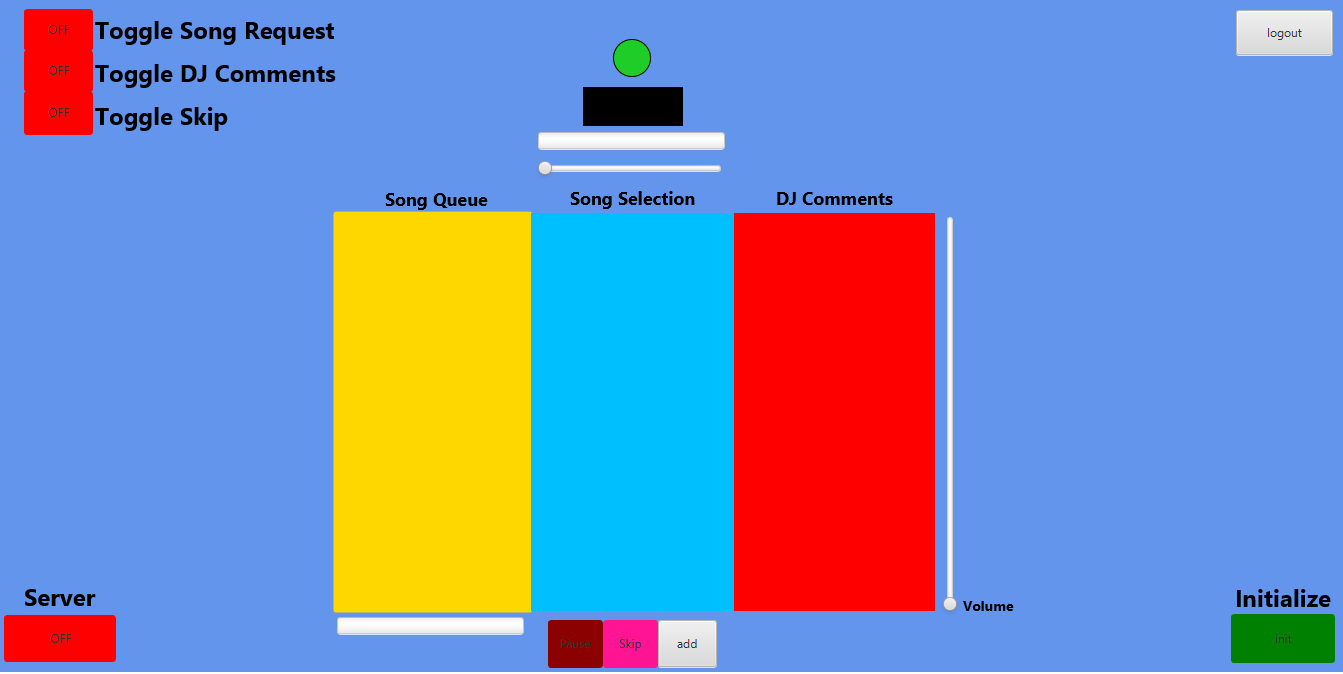 OFF
Toggle Song Request
logout
OFF
Toggle DJ Comments
OFF
Toggle Skip
Song Queue
Song Selection
DJ Comments
Volume
Server
Initialize
OFF
Pause
Skip
add
init